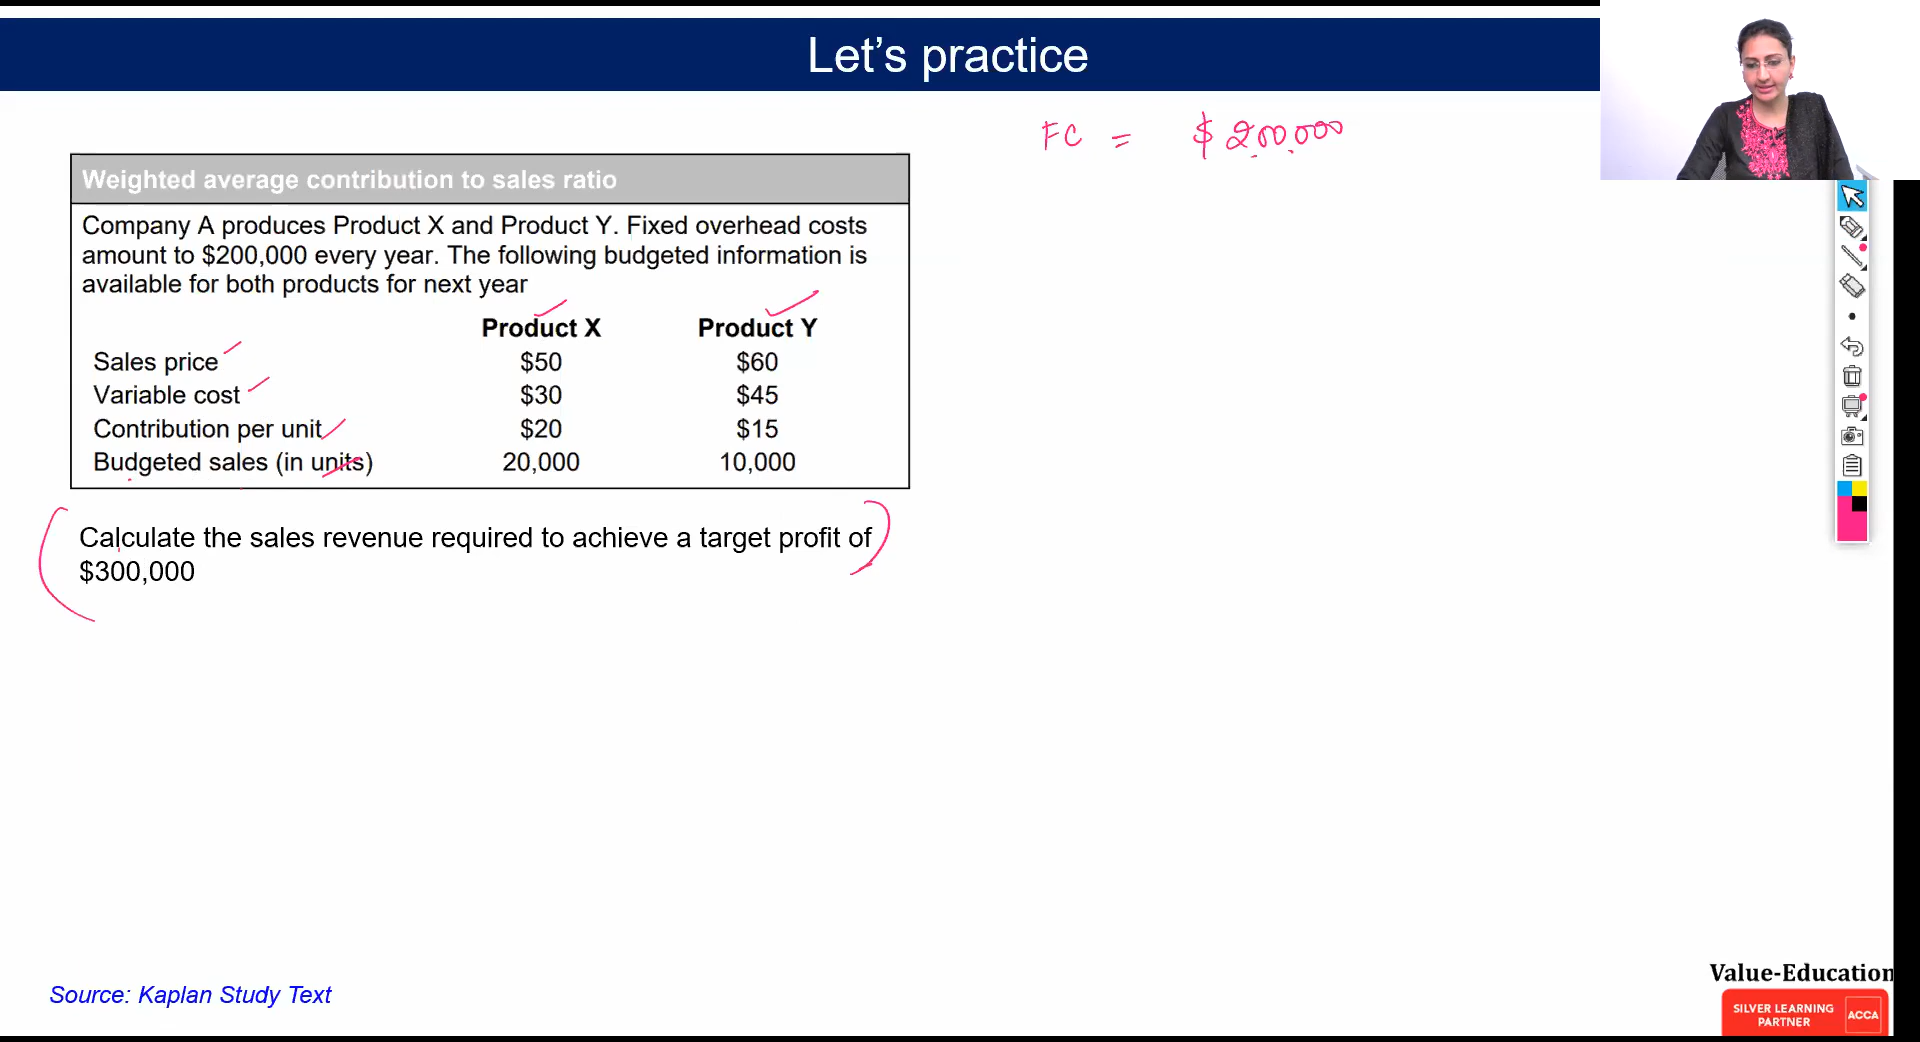 Let’s practice
FC = $ 200,000
Weighted average contribution to sales ratio
Company A produces Product X and Product Y. Fixed overhead costs
amount to $200,000 every year. The following budgeted information is
available for both products for next year
Product X Product Y
Sales price $50 $60
Variable cost $30 $45
Contribution per unit $20 $15
Budgeted sales (in units) 20,000 10,000
Calculate the sales revenue required to achieve a target profit of
$300,000
Source: Kaplan Study Text
Value-Education
SILVER LEARNING
PARTNER
ACCA